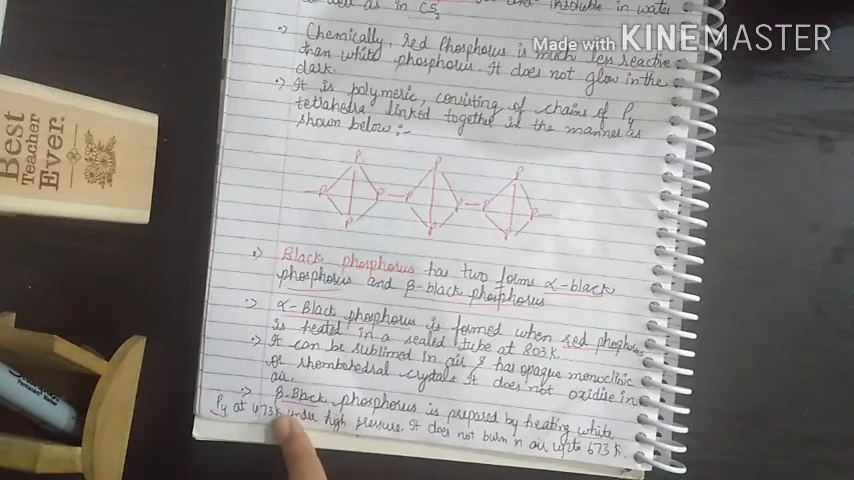 as well as in CS2 and insoluble in water
Made with KINEMASTER
Chemically, red Phosphorus is much less reactive
than white phosphorus. It does not glow in the
dark.
It is polymeric, consisting of chains of P4
tetrahedra linked together in the manner as
shown below:-
P P P
P P P P P
P P P
Black phosphorus has two forms α-black
phosphorus and β-black phosphorus
α-Black phosphorus is formed when red phosphorus
is heated in a sealed tube at 803K.
It can be sublimed in air & has opaque monoclinic
or rhombohedral crystals. It does not oxidise in
air.
β-Black phosphorus is prepared by heating white
P4 at 473K under high pressure. It does not burn in air upto 673 K.
Best
Teacher
Ever.